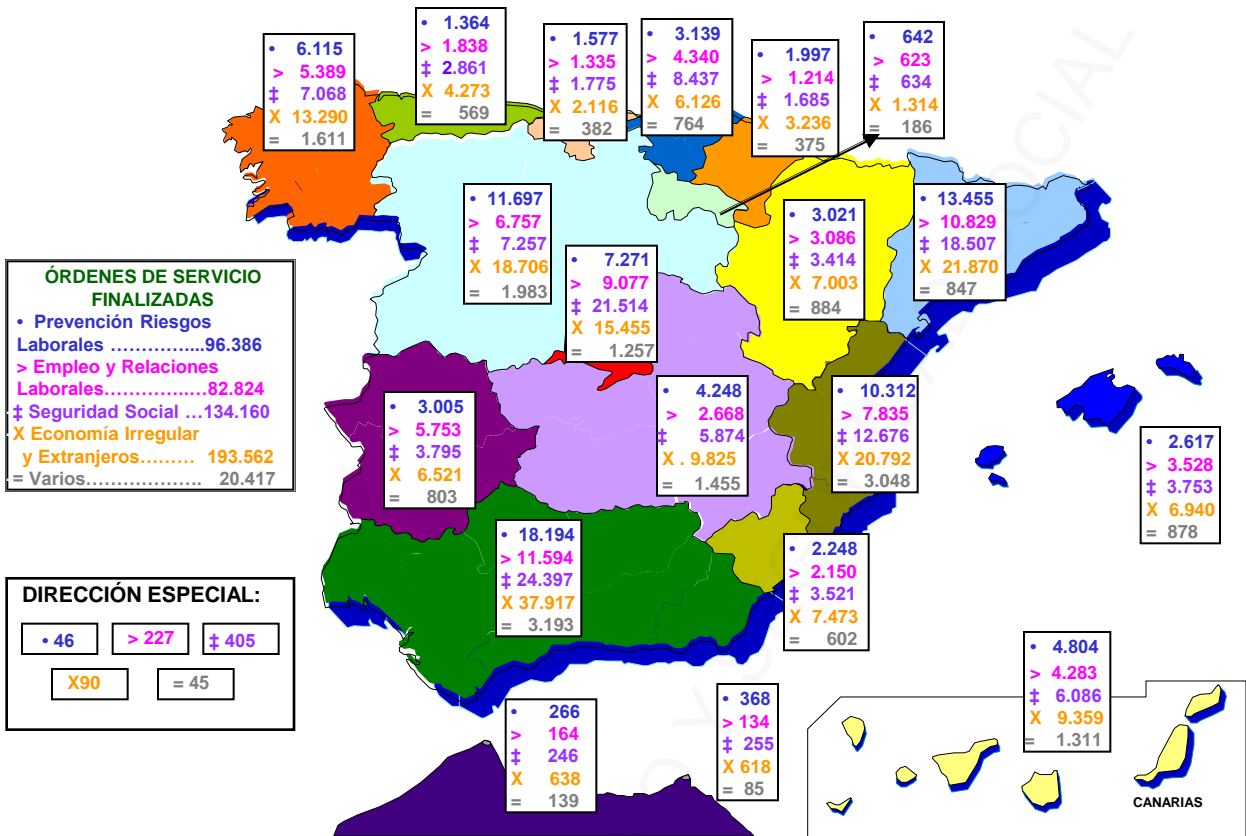 • 6.115
> 5.389
‡ 7.068
X 13.290
= 1.611
• 1.364
> 1.838
‡ 2.861
X 4.273
= 569
• 1.577
> 1.335
‡ 1.775
X 2.116
= 382
• 3.139
> 4.340
‡ 8.437
X 6.126
= 764
• 1.997
> 1.214
‡ 1.685
X 3.236
= 375
• 642
> 623
‡ 634
X 1.314
= 186
• 11.697
> 6.757
‡ 7.257
X 18.706
= 1.983
• 7.271
> 9.077
‡ 21.514
X 15.455
= 1.257
• 3.021
> 3.086
‡ 3.414
X 7.003
= 884
• 13.455
> 10.829
‡ 18.507
X 21.870
= 847
ÓRDENES DE SERVICIO
FINALIZADAS
• Prevención Riesgos
Laborales …………....96.386
> Empleo y Relaciones
Laborales…………..…82.824
‡ Seguridad Social …134.160
X Economía Irregular
y Extranjeros……… 193.562
= Varios……………….. 20.417
• 3.005
> 5.753
‡ 3.795
X 6.521
= 803
• 4.248
> 2.668
‡ 5.874
X . 9.825
= 1.455
• 10.312
> 7.835
‡ 12.676
X 20.792
= 3.048
• 2.617
> 3.528
‡ 3.753
X 6.940
= 878
• 18.194
> 11.594
‡ 24.397
X 37.917
= 3.193
• 2.248
> 2.150
‡ 3.521
X 7.473
= 602
DIRECCIÓN ESPECIAL:
• 46
> 227
‡ 405
X90
= 45
• 266
> 164
‡ 246
X 638
= 139
• 368
> 134
‡ 255
X 618
= 85
• 4.804
> 4.283
‡ 6.086
X 9.359
= 1.311
CANARIAS